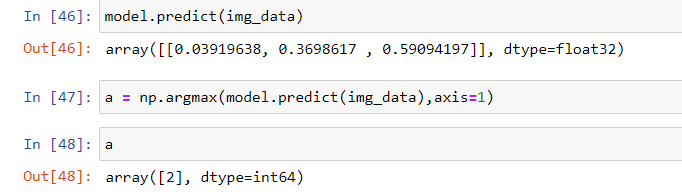 In [46]: model.predict(img_data)
Out[46]: array([[0.03919638, 0.3698617 , 0.59094197]], dtype=float32)
In [47]: a = np.argmax(model.predict(img_data),axis=1)
In [48]: a
Out[48]: array([2], dtype=int64)